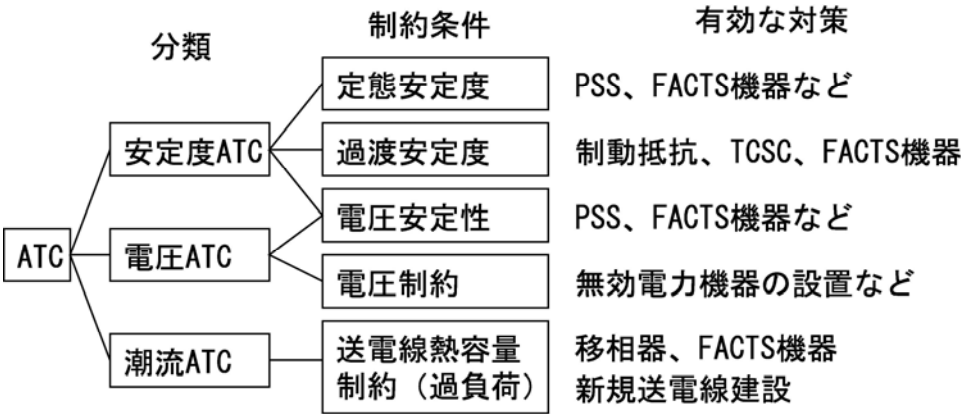 分類
制約条件
有効な対策
ATC
安定度ATC
電圧ATC
潮流ATC
定態安定度
PSS、FACTS機器など
過渡安定度
制動抵抗、TCSC、FACTS機器
電圧安定性
PSS、FACTS機器など
電圧制約
無効電力機器の設置など
送電線熱容量
制約（過負荷）
移相器、FACTS機器
新規送電線建設